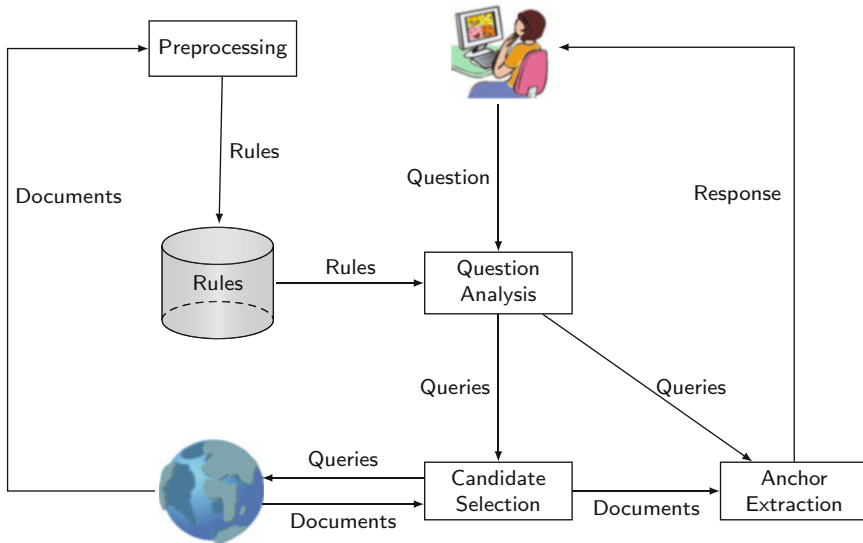 Preprocessing
Rules
Documents
Question
Response
Rules
Rules
Question
Analysis
Queries
Queries
Queries
Candidate
Selection
Documents
Documents
Anchor
Extraction